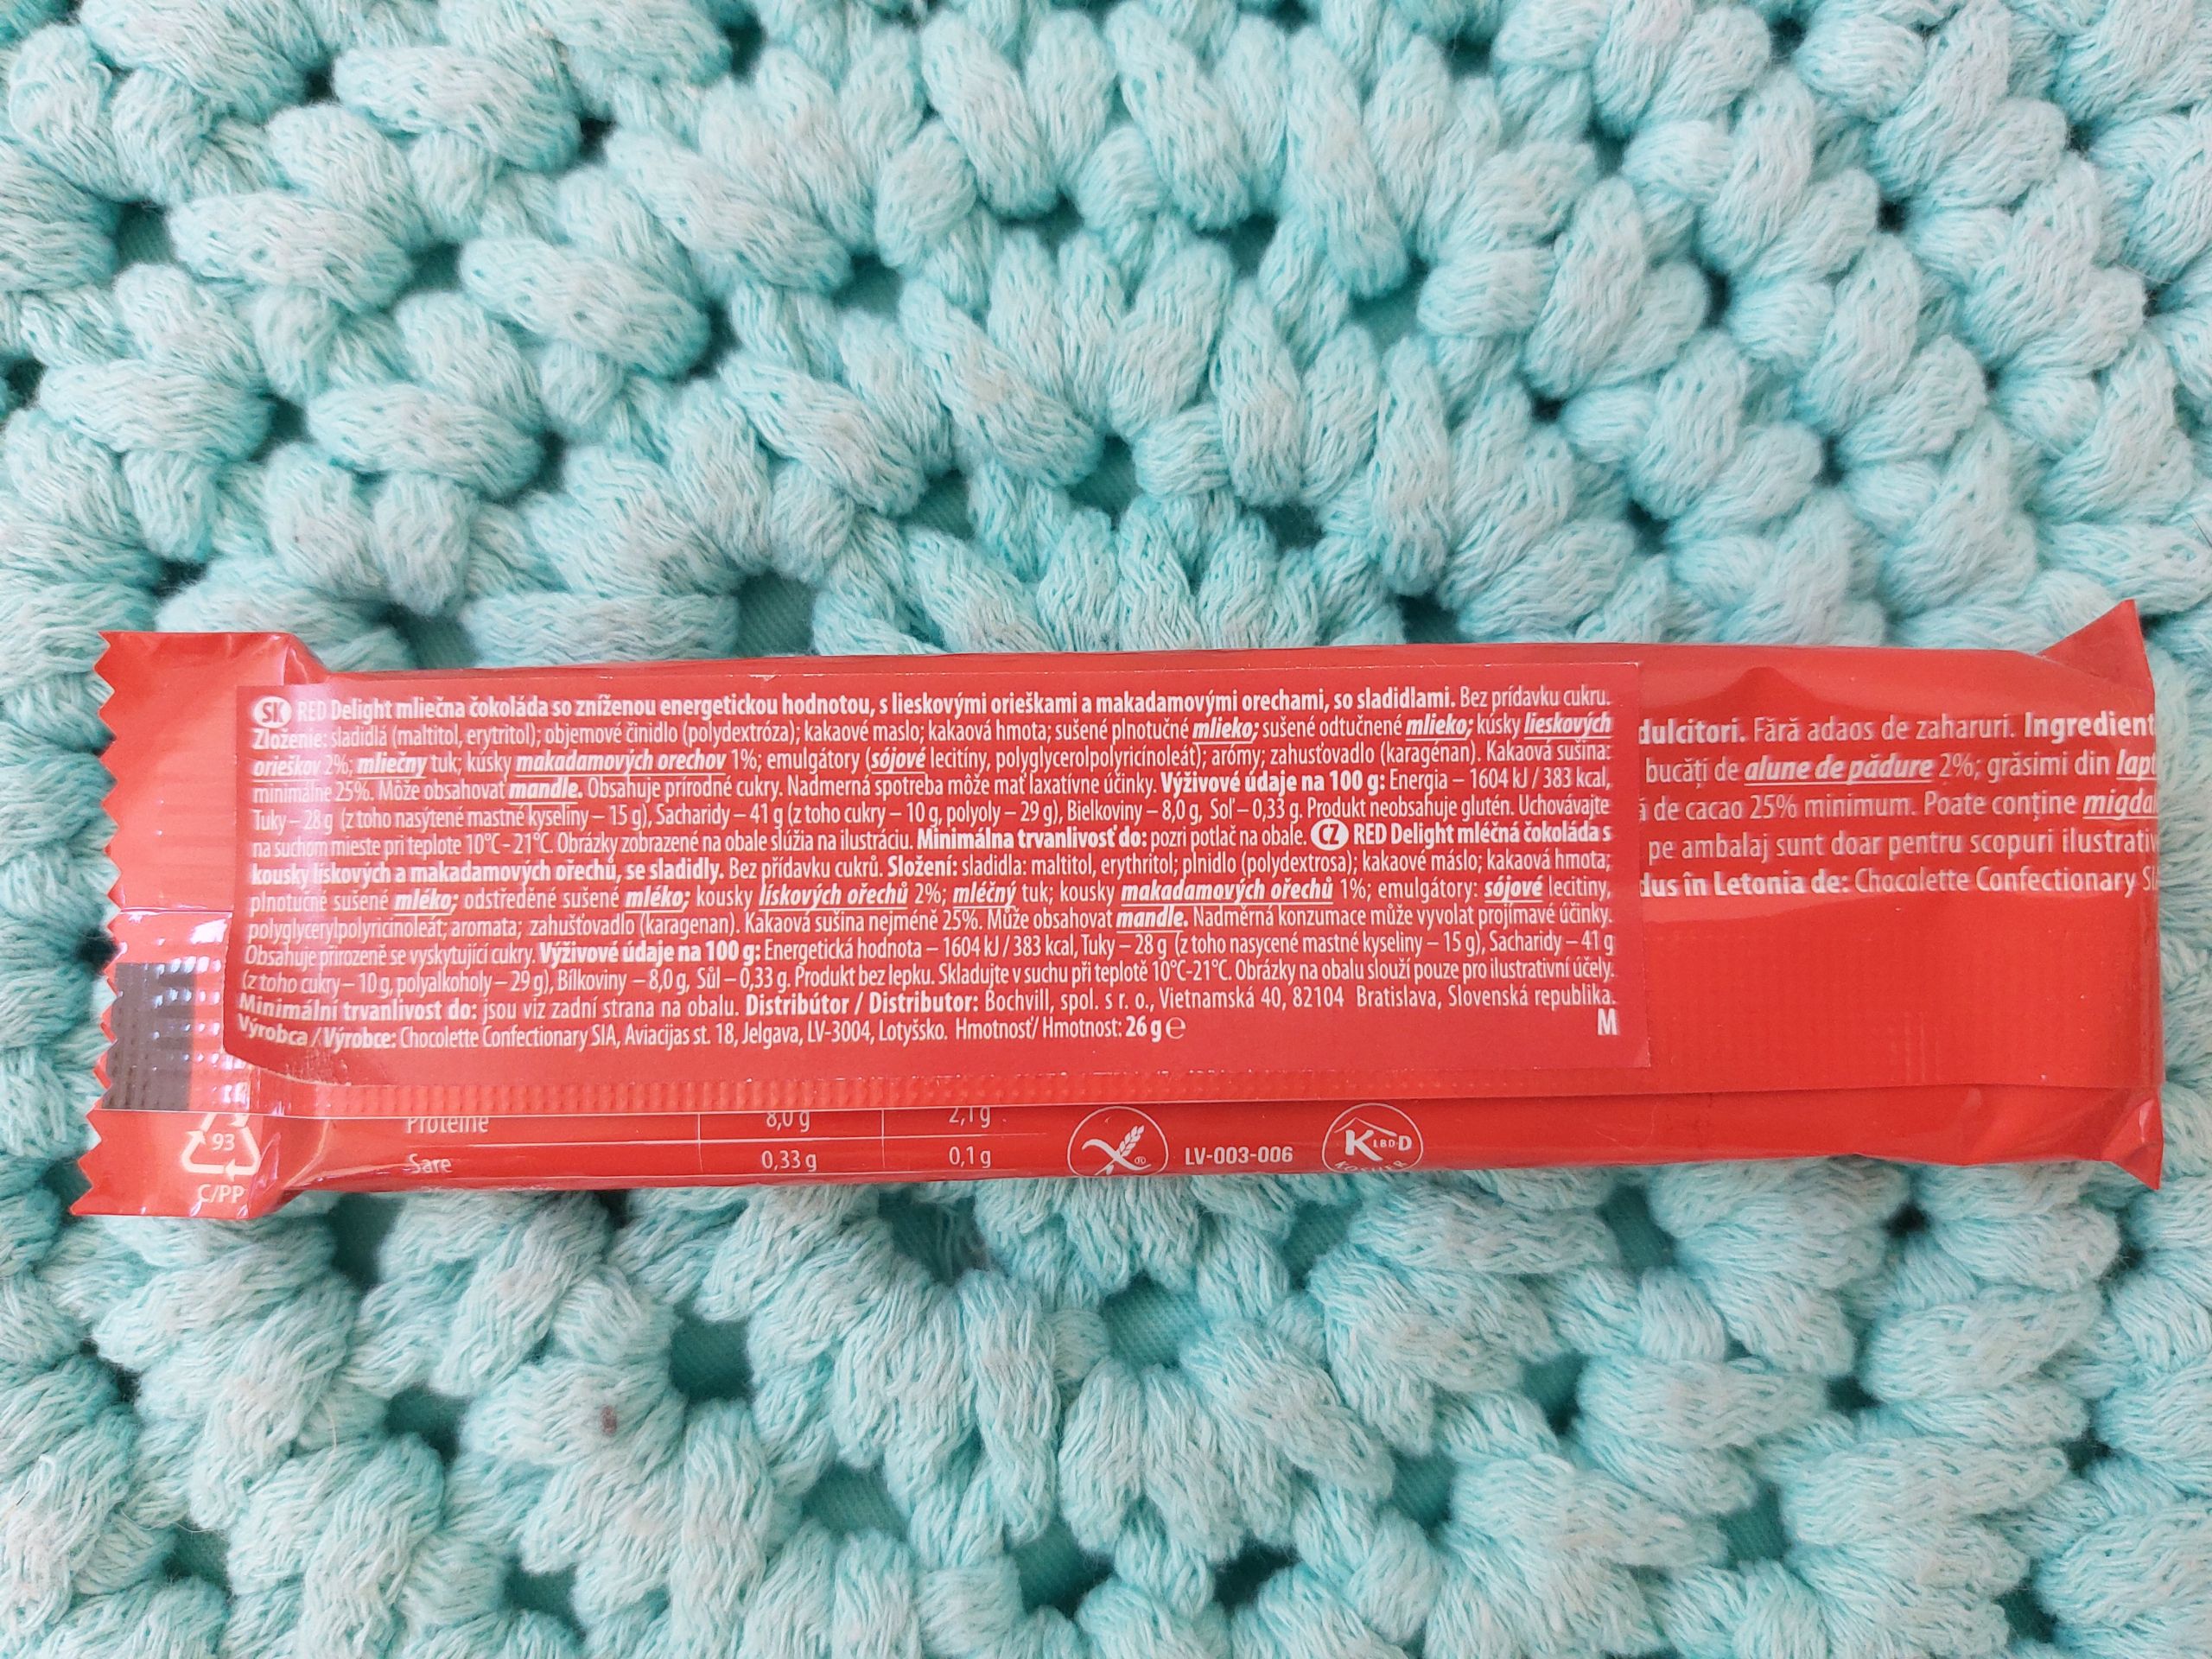 SK RED Delight mliečna čokoláda so zníženou energetickou hodnotou, s lieskovými orieškami a makadamovými orechami, so sladidlami. Bez prídavku cukru.
Zloženie: sladidlá (maltitol, erytritol); objemové činidlo (polydextróza); kakaové maslo; kakaová hmota; sušené plnotučné mlieko; sušené odtučnené mlieko; kúsky lieskových
orieškov 2%; mliečny tuk; kúsky makadamových orechov 1%; emulgátory (sójové lecitíny, polyglycerolpolyricínoleát); arómy; zahusťovadlo (karagénan). Kakaová sušina:
minimálne 25%. Môže obsahovať mandle. Obsahuje prírodné cukry. Nadmerná spotreba môže mať laxatívne účinky. Výživové údaje na 100 g: Energia – 1604 kJ / 383 kcal,
Tuky – 28 g (z toho nasýtené mastné kyseliny – 15 g), Sacharidy – 41 g (z toho cukry – 10 g, polyoly – 29 g), Bielkoviny – 8,0 g, Soľ – 0,33 g. Produkt neobsahuje glutén. Uchovávajte
na suchom mieste pri teplote 10°C - 21°C. Obrázky zobrazené na obale slúžia na ilustráciu. Minimálna trvanlivosť do: pozri potlač na obale. CZ RED Delight mléčná čokoláda s
kousky lískových a makadamových ořechů, se sladidly. Bez přídavku cukrů. Složení: sladidla: maltitol, erythritol; plnidlo (polydextrosa); kakaové máslo; kakaová hmota;
plnotučné sušené mléko; odstředěné sušené mléko; kousky lískových ořechů 2%; mléčný tuk; kousky makadamových ořechů 1%; emulgátory: sójové lecitiny,
polyglycerylpolyricinoleát; aromata; zahušťovadlo (karagenan). Kakaová sušina nejméně 25%. Může obsahovat mandle. Nadměrná konzumace může vyvolat projímavé účinky.
Obsahuje přirozeně se vyskytující cukry. Výživové údaje na 100 g: Energetická hodnota – 1604 kJ / 383 kcal, Tuky – 28 g (z toho nasycené mastné kyseliny – 15 g), Sacharidy – 41 g
(z toho cukry – 10 g, polyalkoholy – 29 g), Bílkoviny – 8,0 g, Sůl – 0,33 g. Produkt bez lepku. Skladujte v suchu při teplotě 10°C-21°C. Obrázky na obalu slouží pouze pro ilustrativní účely.
Minimální trvanlivost do: jsou viz zadní strana na obalu. Distribútor / Distributor: Bochvill, spol. s r. o., Vietnamská 40, 82104 Bratislava, Slovenská republika.
Výrobca / Výrobce: Chocolette Confectionary SIA, Aviacijas st. 18, Jelgava, LV-3004, Lotyšsko. Hmotnosť/ Hmotnost: 26 g ℮ M
dulcitori. Fără adaos de zaharuri. Ingredient
bucăți de alune de pădure 2%; grăsimi din lapt
ă de cacao 25% minimum. Poate conține migda
pe ambalaj sunt doar pentru scopuri ilustrativ
dus în Letonia de: Chocolette Confectionary SI
Proteine 8,0 g 2,1 g
Sare 0,33 g 0,1 g
LV-003-006
K LBD D
KOSHER
93
C/PP